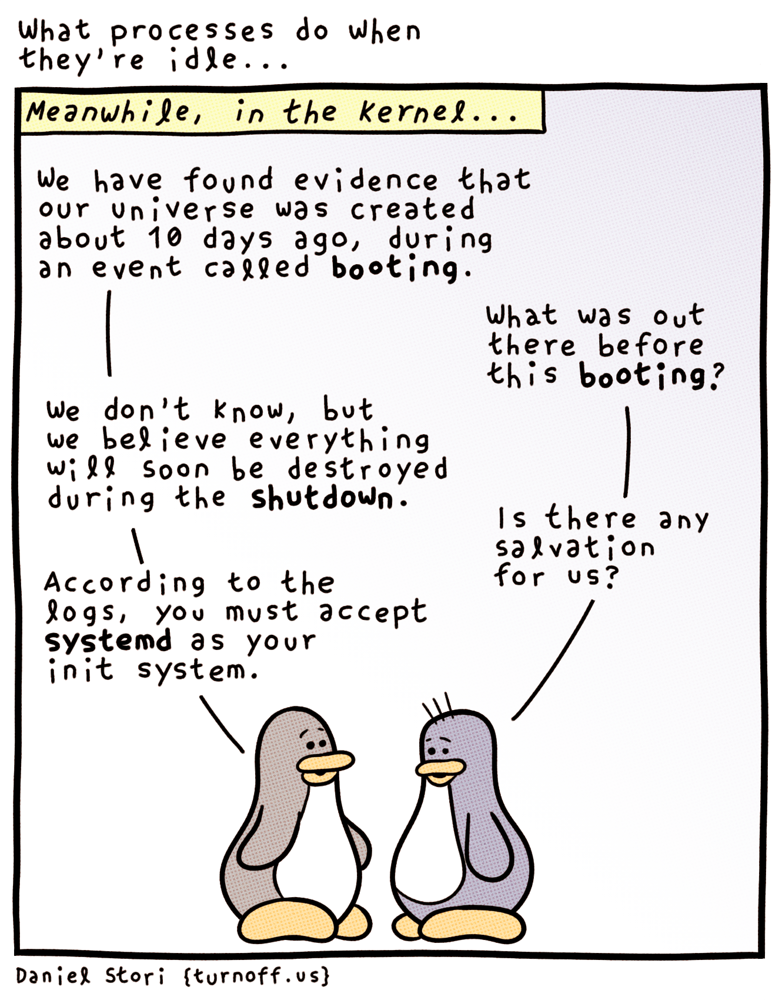 What processes do when
they're idle...
Meanwhile, in the kernel...
We have found evidence that
our universe was created
about 10 days ago, during
an event called booting.
What was out
there before
this booting?
We don't know, but
we believe everything
will soon be destroyed
during the shutdown.
Is there any
salvation
for us?
According to the
logs, you must accept
systemd as your
init system.
Daniel Stori {turnoff.us}